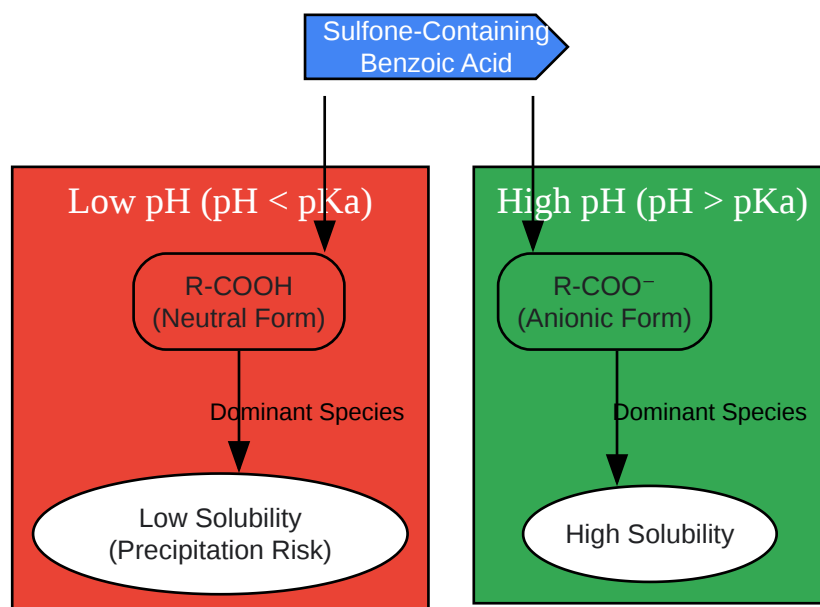 Sulfone-Containing
Benzoic Acid
Low pH (pH < pKa)
R-COOH
(Neutral Form)
Dominant Species
Low Solubility
(Precipitation Risk)
High pH (pH > pKa)
R-COO⁻
(Anionic Form)
Dominant Species
High Solubility